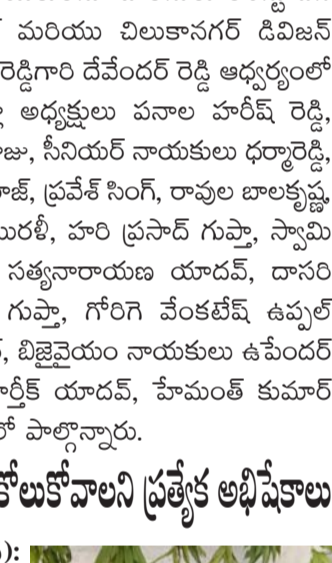 మరియు చిలుకానగర్ డివిజన్
రెడ్డిగారి దేవేందర్ రెడ్డి ఆధ్వర్యంలో
అధ్యక్షులు పనాల హరీష్ రెడ్డి,
సీనియర్ నాయకులు ధర్మారెడ్డి,
ప్రవేశ్ సింగ్, రావుల బాలకృష్ణ,
హరి ప్రసాద్ గుప్తా, స్వామి
సత్యనారాయణ యాదవ్, దాసరి
గుప్తా, గోరిగె వేంకటేష్ ఉప్పల్
బిజైవైయం నాయకులు ఉపేందర్
యాదవ్, హేమంత్ కుమార్
పాల్గొన్నారు.
కోలుకోవాలని ప్రత్యేక అభిషేకాలు